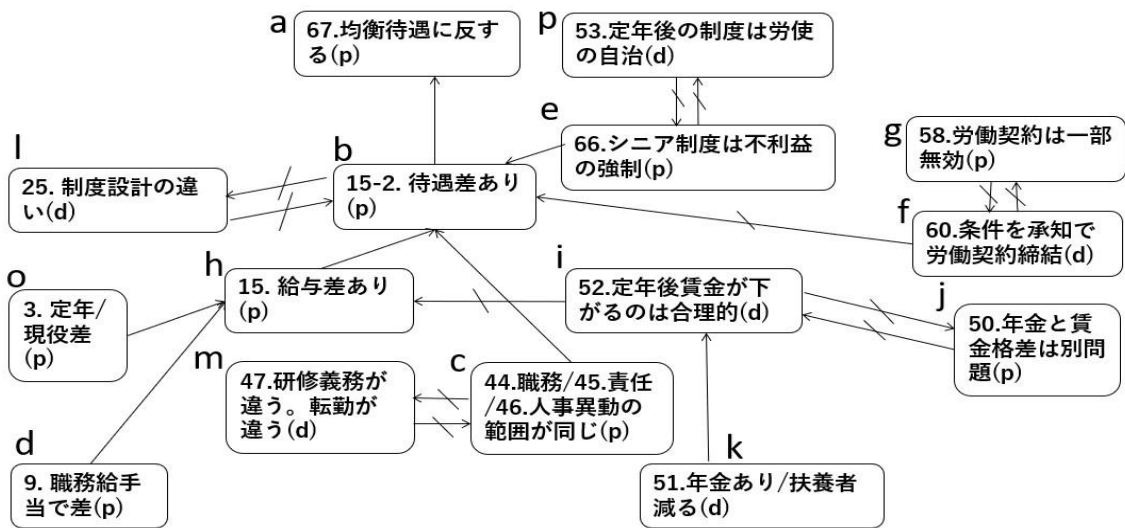 a
67.均衡待遇に反す
る(p)
p
53.定年後の制度は労使
の自治(d)
e
66.シニア制度は不利益
の強制(p)
g
58.労働契約は一部
無効(p)
l
25. 制度設計の違
い(d)
b
15-2. 待遇差あり
(p)
f
60.条件を承知で
労働契約締結(d)
o
3. 定年/
現役差
(p)
h
15. 給与差あり
(p)
i
52.定年後賃金が下
がるのは合理的(d)
j
50.年金と賃
金格差は別問
題(p)
m
47.研修義務が
違う。転勤が
違う(d)
c
44.職務/45.責任
/46.人事異動の
範囲が同じ(p)
d
9. 職務給手
当で差(p)
k
51.年金あり/扶養者
減る(d)